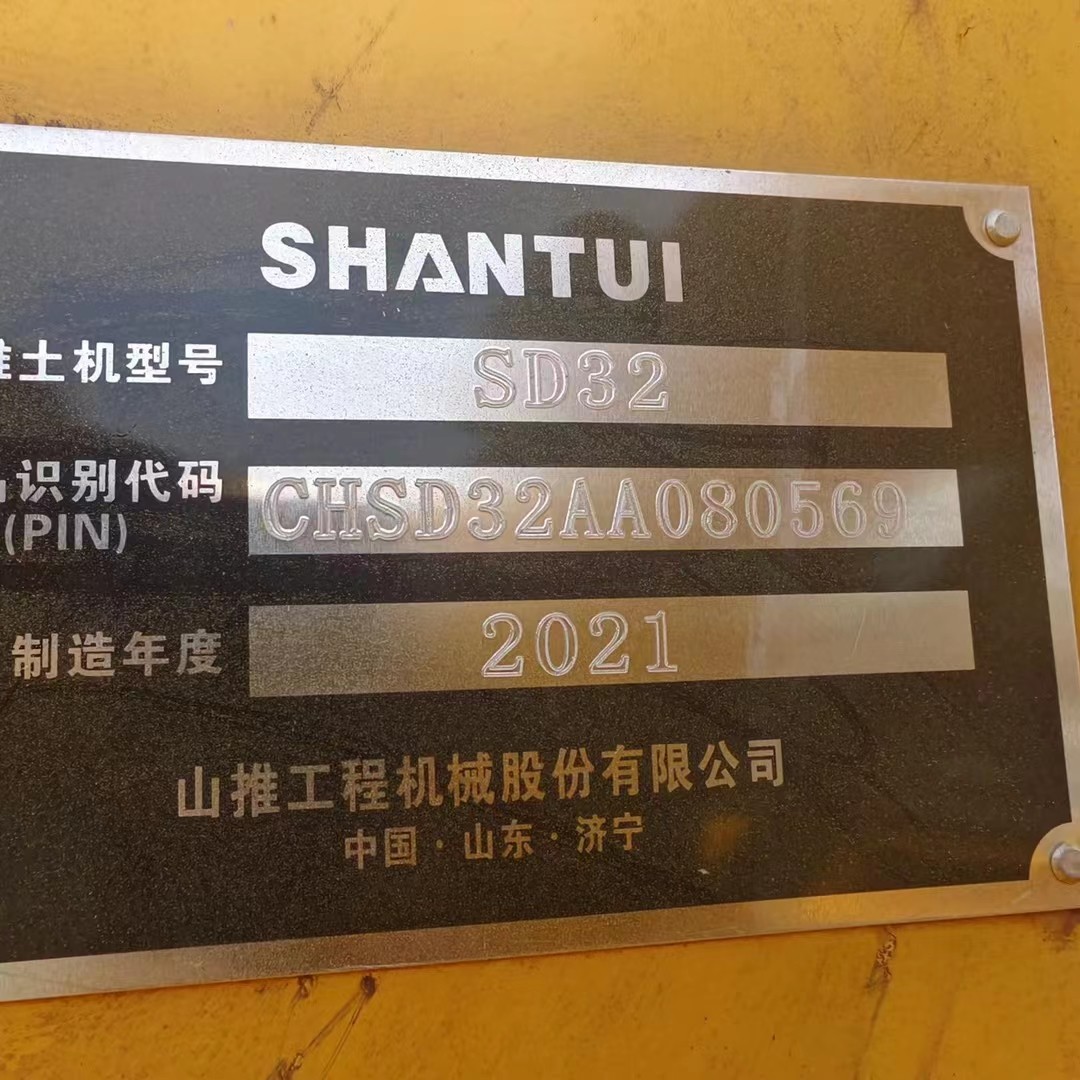 SHANTUI
推土机型号 SD32
品识别代码 CHSD32AA080569
(PIN)
制造年度 2021
山推工程机械股份有限公司
中国·山东·济宁